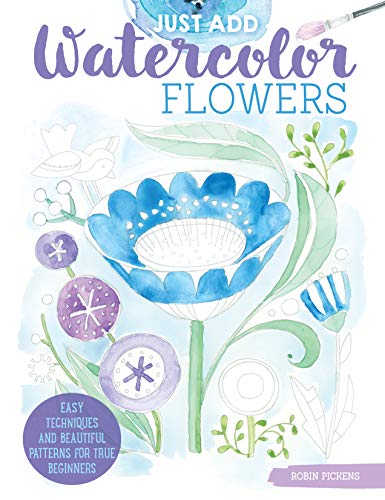 JUST ADD
Watercolor
FLOWERS
EASY
TECHNIQUES
AND BEAUTIFUL
PATTERNS FOR TRUE
BEGINNERS
ROBIN PICKENS